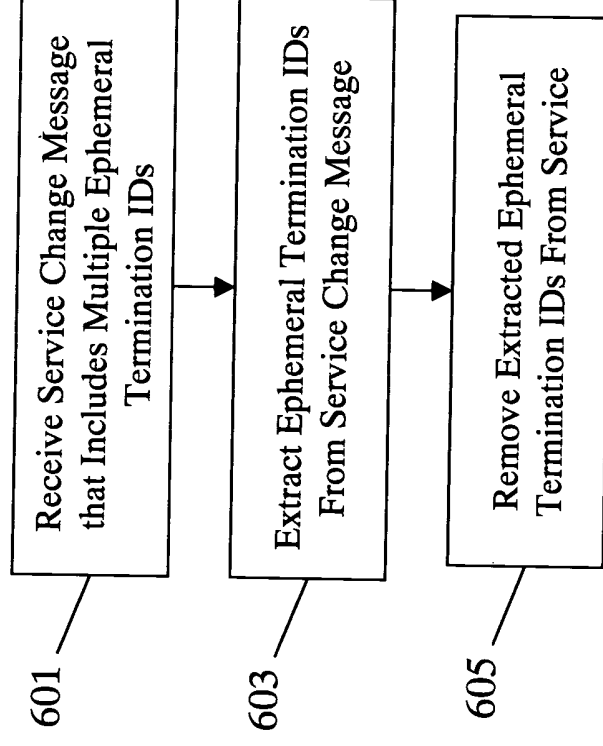 601
Receive Service Change Message
that Includes Multiple Ephemeral
Termination IDs
603
Extract Ephemeral Termination IDs
From Service Change Message
605
Remove Extracted Ephemeral
Termination IDs From Service